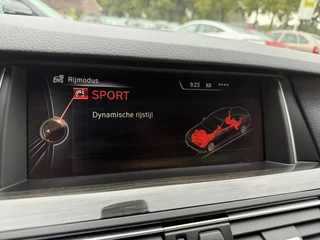 Rijmodus
9:23
SPORT
Dynamische rijstijl